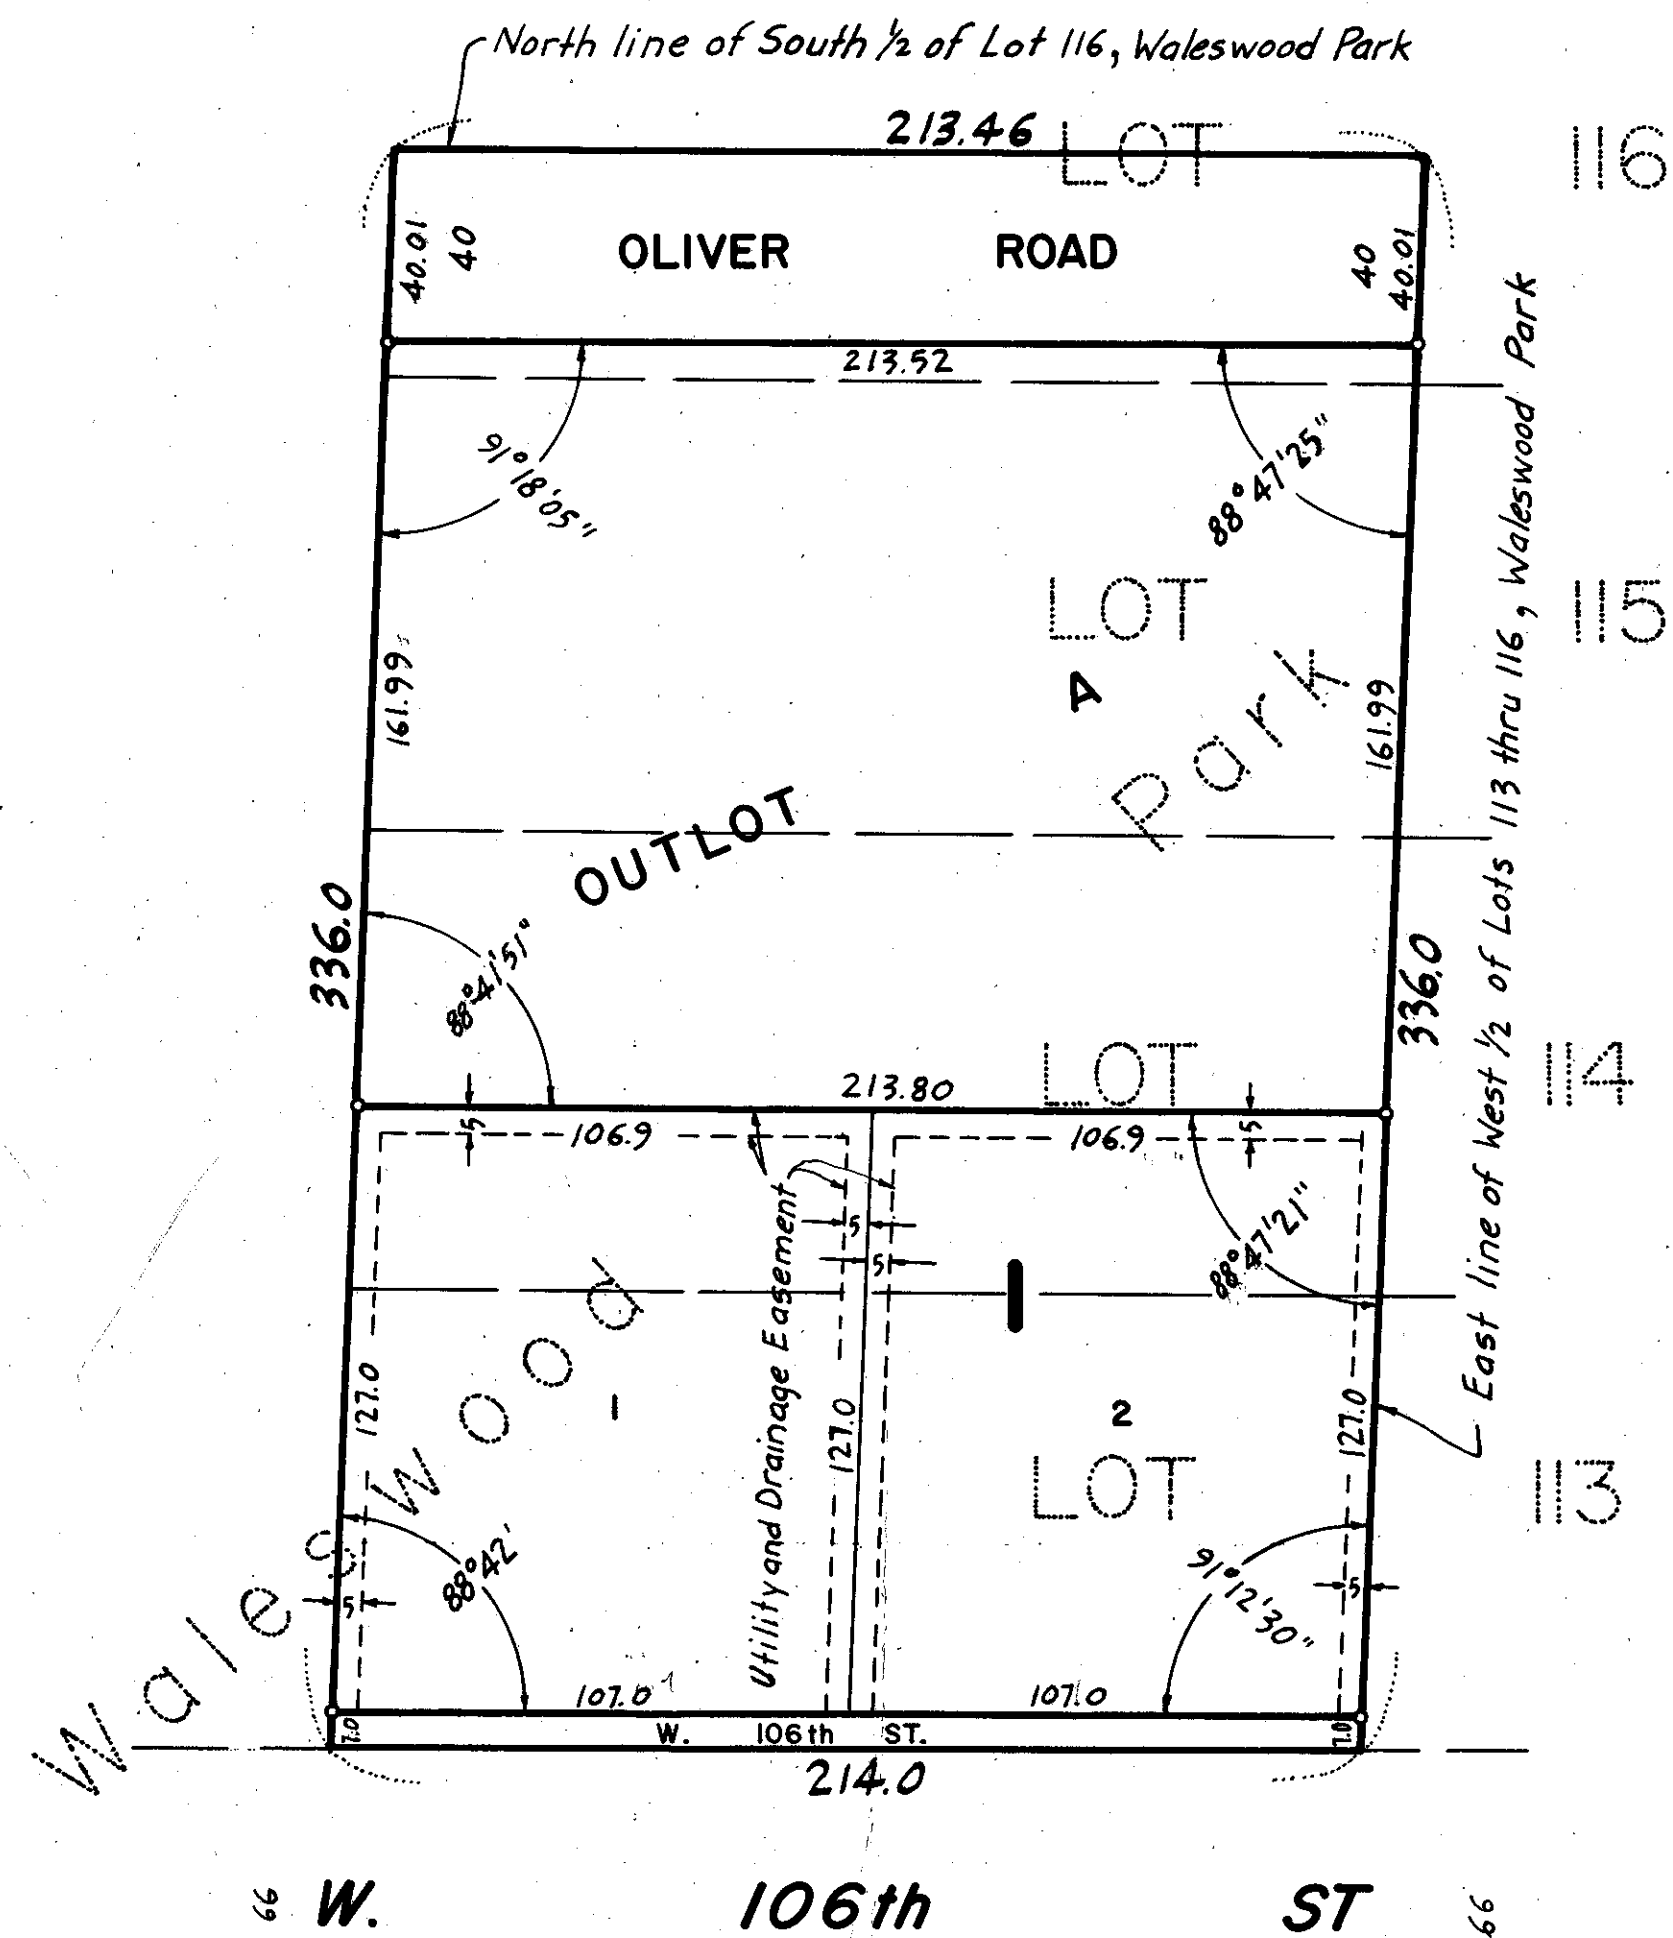 North line of South ½ of Lot 116, Waleswood Park
213.46
LOT 116
40.01
40
OLIVER ROAD
40
40.01
213.52
91°18'05"
88°47'25"
LOT 115
A
161.99
161.99
Park
OUTLOT
336.0
336.0
88°41'51"
East line of West ½ of Lots 113 thru 116, Waleswood Park
LOT 114
213.80
5
106.9
106.9
5
88°47'21"
5
5
Utility and Drainage Easement
1
Waleswood
127.0
127.0
127.0
1
2
LOT 113
88°42'
91°12'30"
5
5
107.0
107.0
7.0
W. 106th ST.
7.0
214.0
66
W. 106th ST
66